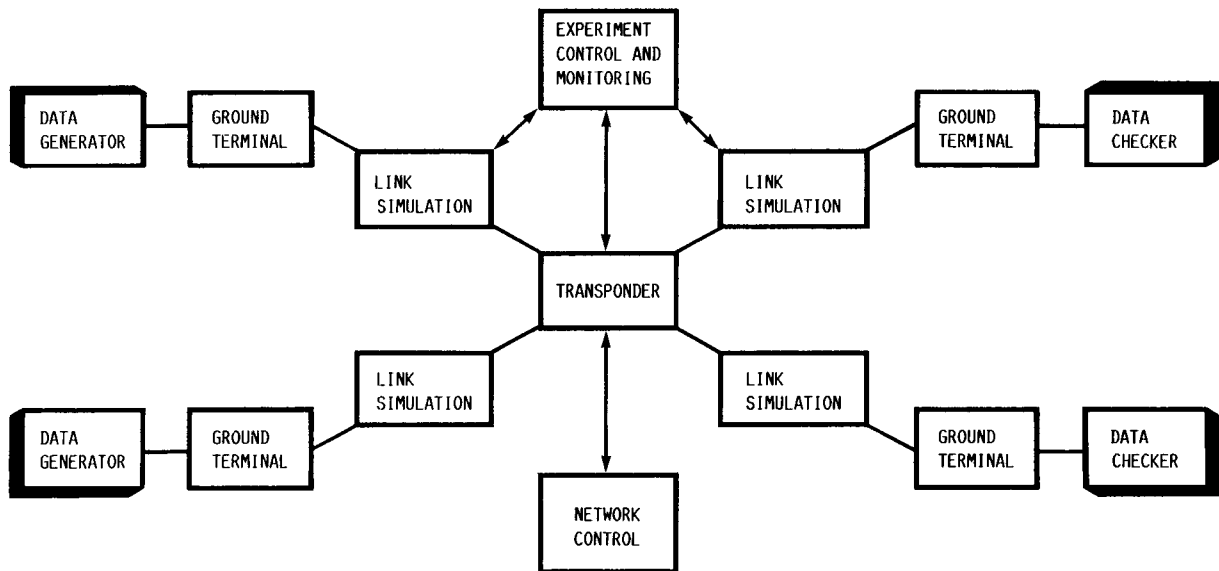 EXPERIMENT
CONTROL AND
MONITORING
DATA
GENERATOR
GROUND
TERMINAL
GROUND
TERMINAL
DATA
CHECKER
LINK
SIMULATION
LINK
SIMULATION
TRANSPONDER
LINK
SIMULATION
LINK
SIMULATION
DATA
GENERATOR
GROUND
TERMINAL
GROUND
TERMINAL
DATA
CHECKER
NETWORK
CONTROL